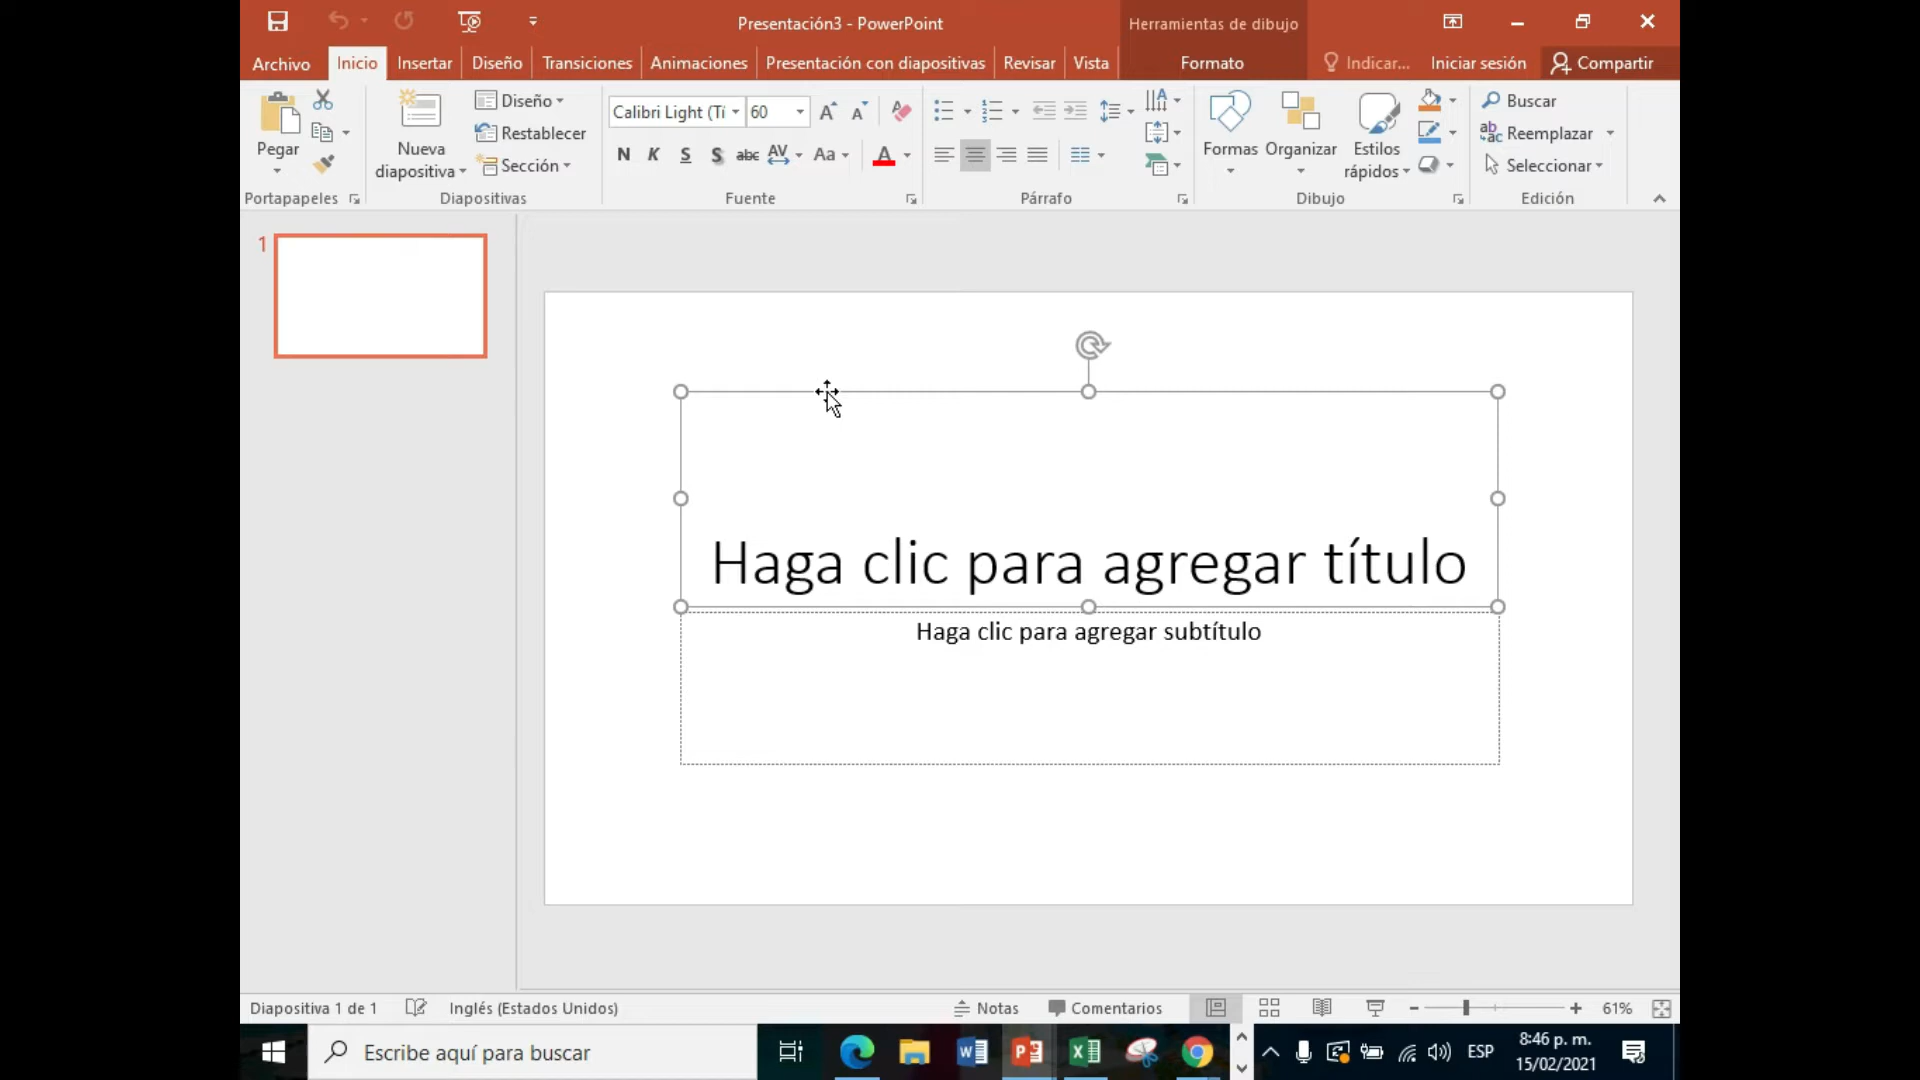 Presentación3 - PowerPoint
Herramientas de dibujo
Archivo Inicio Insertar Diseño Transiciones Animaciones Presentación con diapositivas Revisar Vista Formato Indicar... Iniciar sesión Compartir
Pegar
Portapapeles
Nueva
diapositiva
Diseño
Restablecer
Sección
Diapositivas
Calibri Light (Tí 60
N K S S abc AV Aa A
Fuente
Párrafo
Formas
Organizar
Estilos
rápidos
Dibujo
Buscar
Reemplazar
Seleccionar
Edición
1
Haga clic para agregar título
Haga clic para agregar subtítulo
Diapositiva 1 de 1 Inglés (Estados Unidos) Notas Comentarios 61%
Escribe aquí para buscar
ESP
8:46 p. m.
15/02/2021